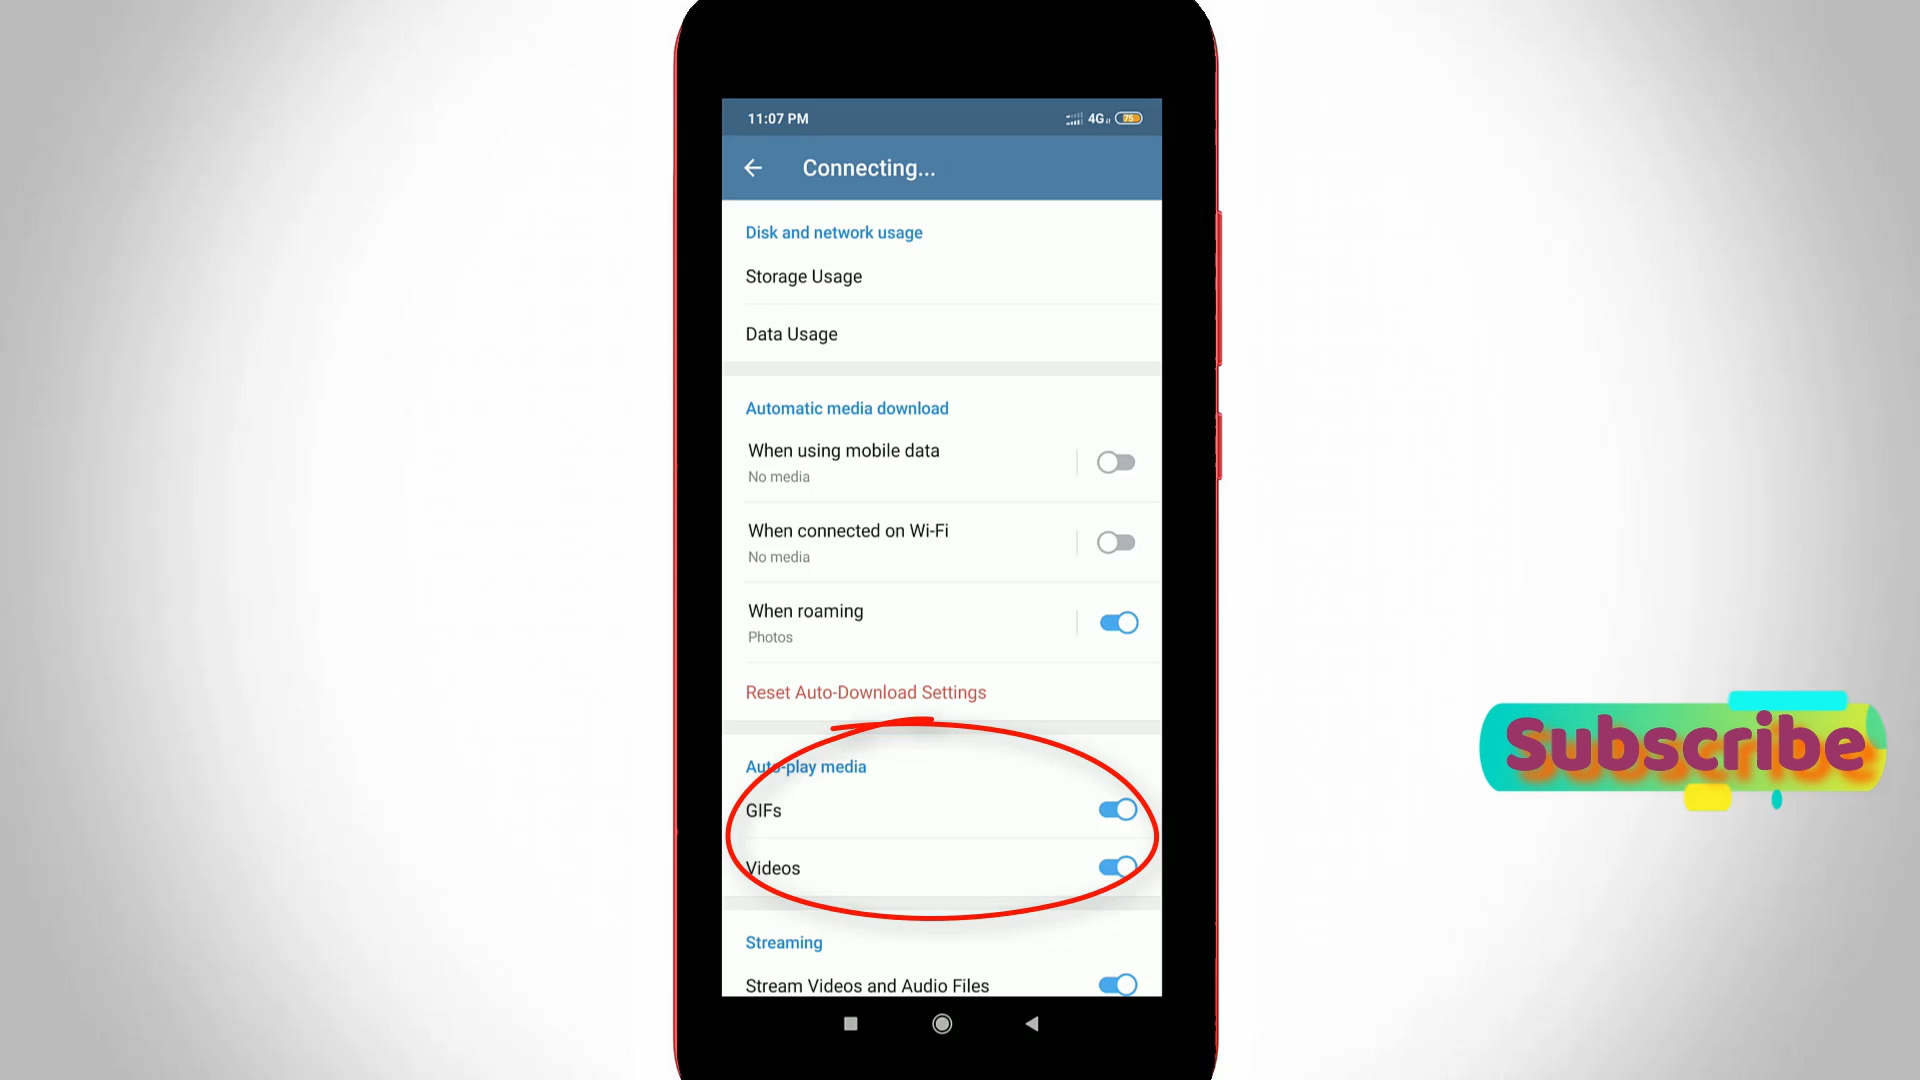 11:07 PM
4G
75
Connecting...
Disk and network usage
Storage Usage
Data Usage
Automatic media download
When using mobile data
No media
When connected on Wi-Fi
No media
When roaming
Photos
Reset Auto-Download Settings
Auto-play media
GIFs
Videos
Streaming
Stream Videos and Audio Files
Subscribe